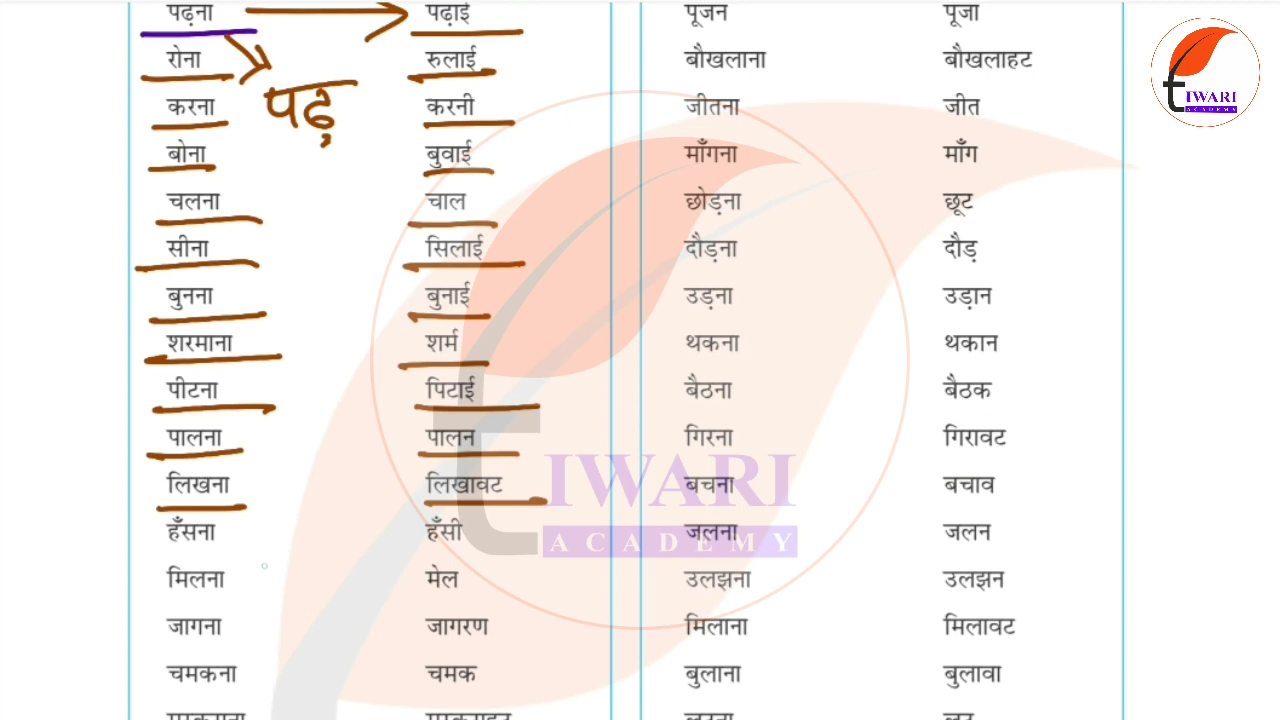 पढ़ना पढ़ाई पूजन पूजा
रोना रुलाई बौखलाना बौखलाहट
करना पढ़ करनी जीतना जीत
बोना बुवाई माँगना माँग
चलना चाल छोड़ना छूट
सीना सिलाई दौड़ना दौड़
बुनना बुनाई उड़ना उड़ान
शरमाना शर्म थकना थकान
पीटना पिटाई बैठना बैठक
पालना पालन गिरना गिरावट
लिखना लिखावट बचना बचाव
हँसना हँसी जलना जलन
मिलना मेल उलझना उलझन
जागना जागरण मिलाना मिलावट
चमकना चमक बुलाना बुलावा
tIWARI
ACADEMY
tIWARI
ACADEMY